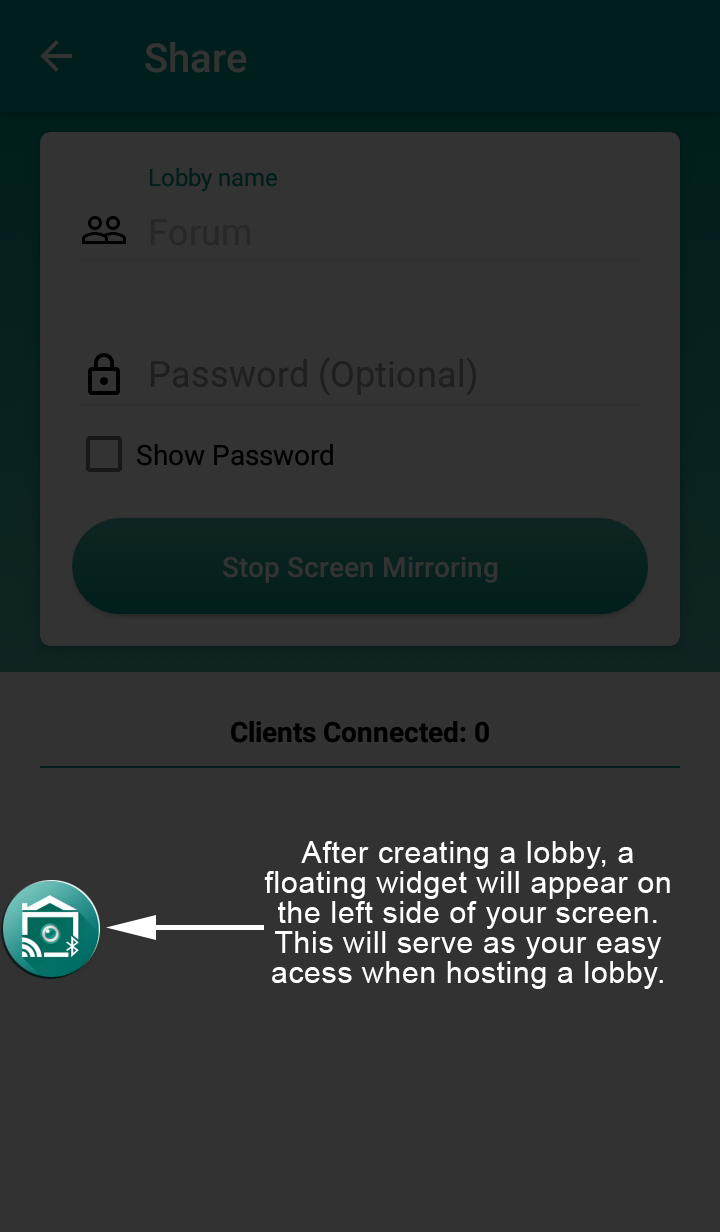 Share
Lobby name
Forum
Password (Optional)
Show Password
Stop Screen Mirroring
Clients Connected: 0
After creating a lobby, a
floating widget will appear on
the left side of your screen.
This will serve as your easy
acess when hosting a lobby.